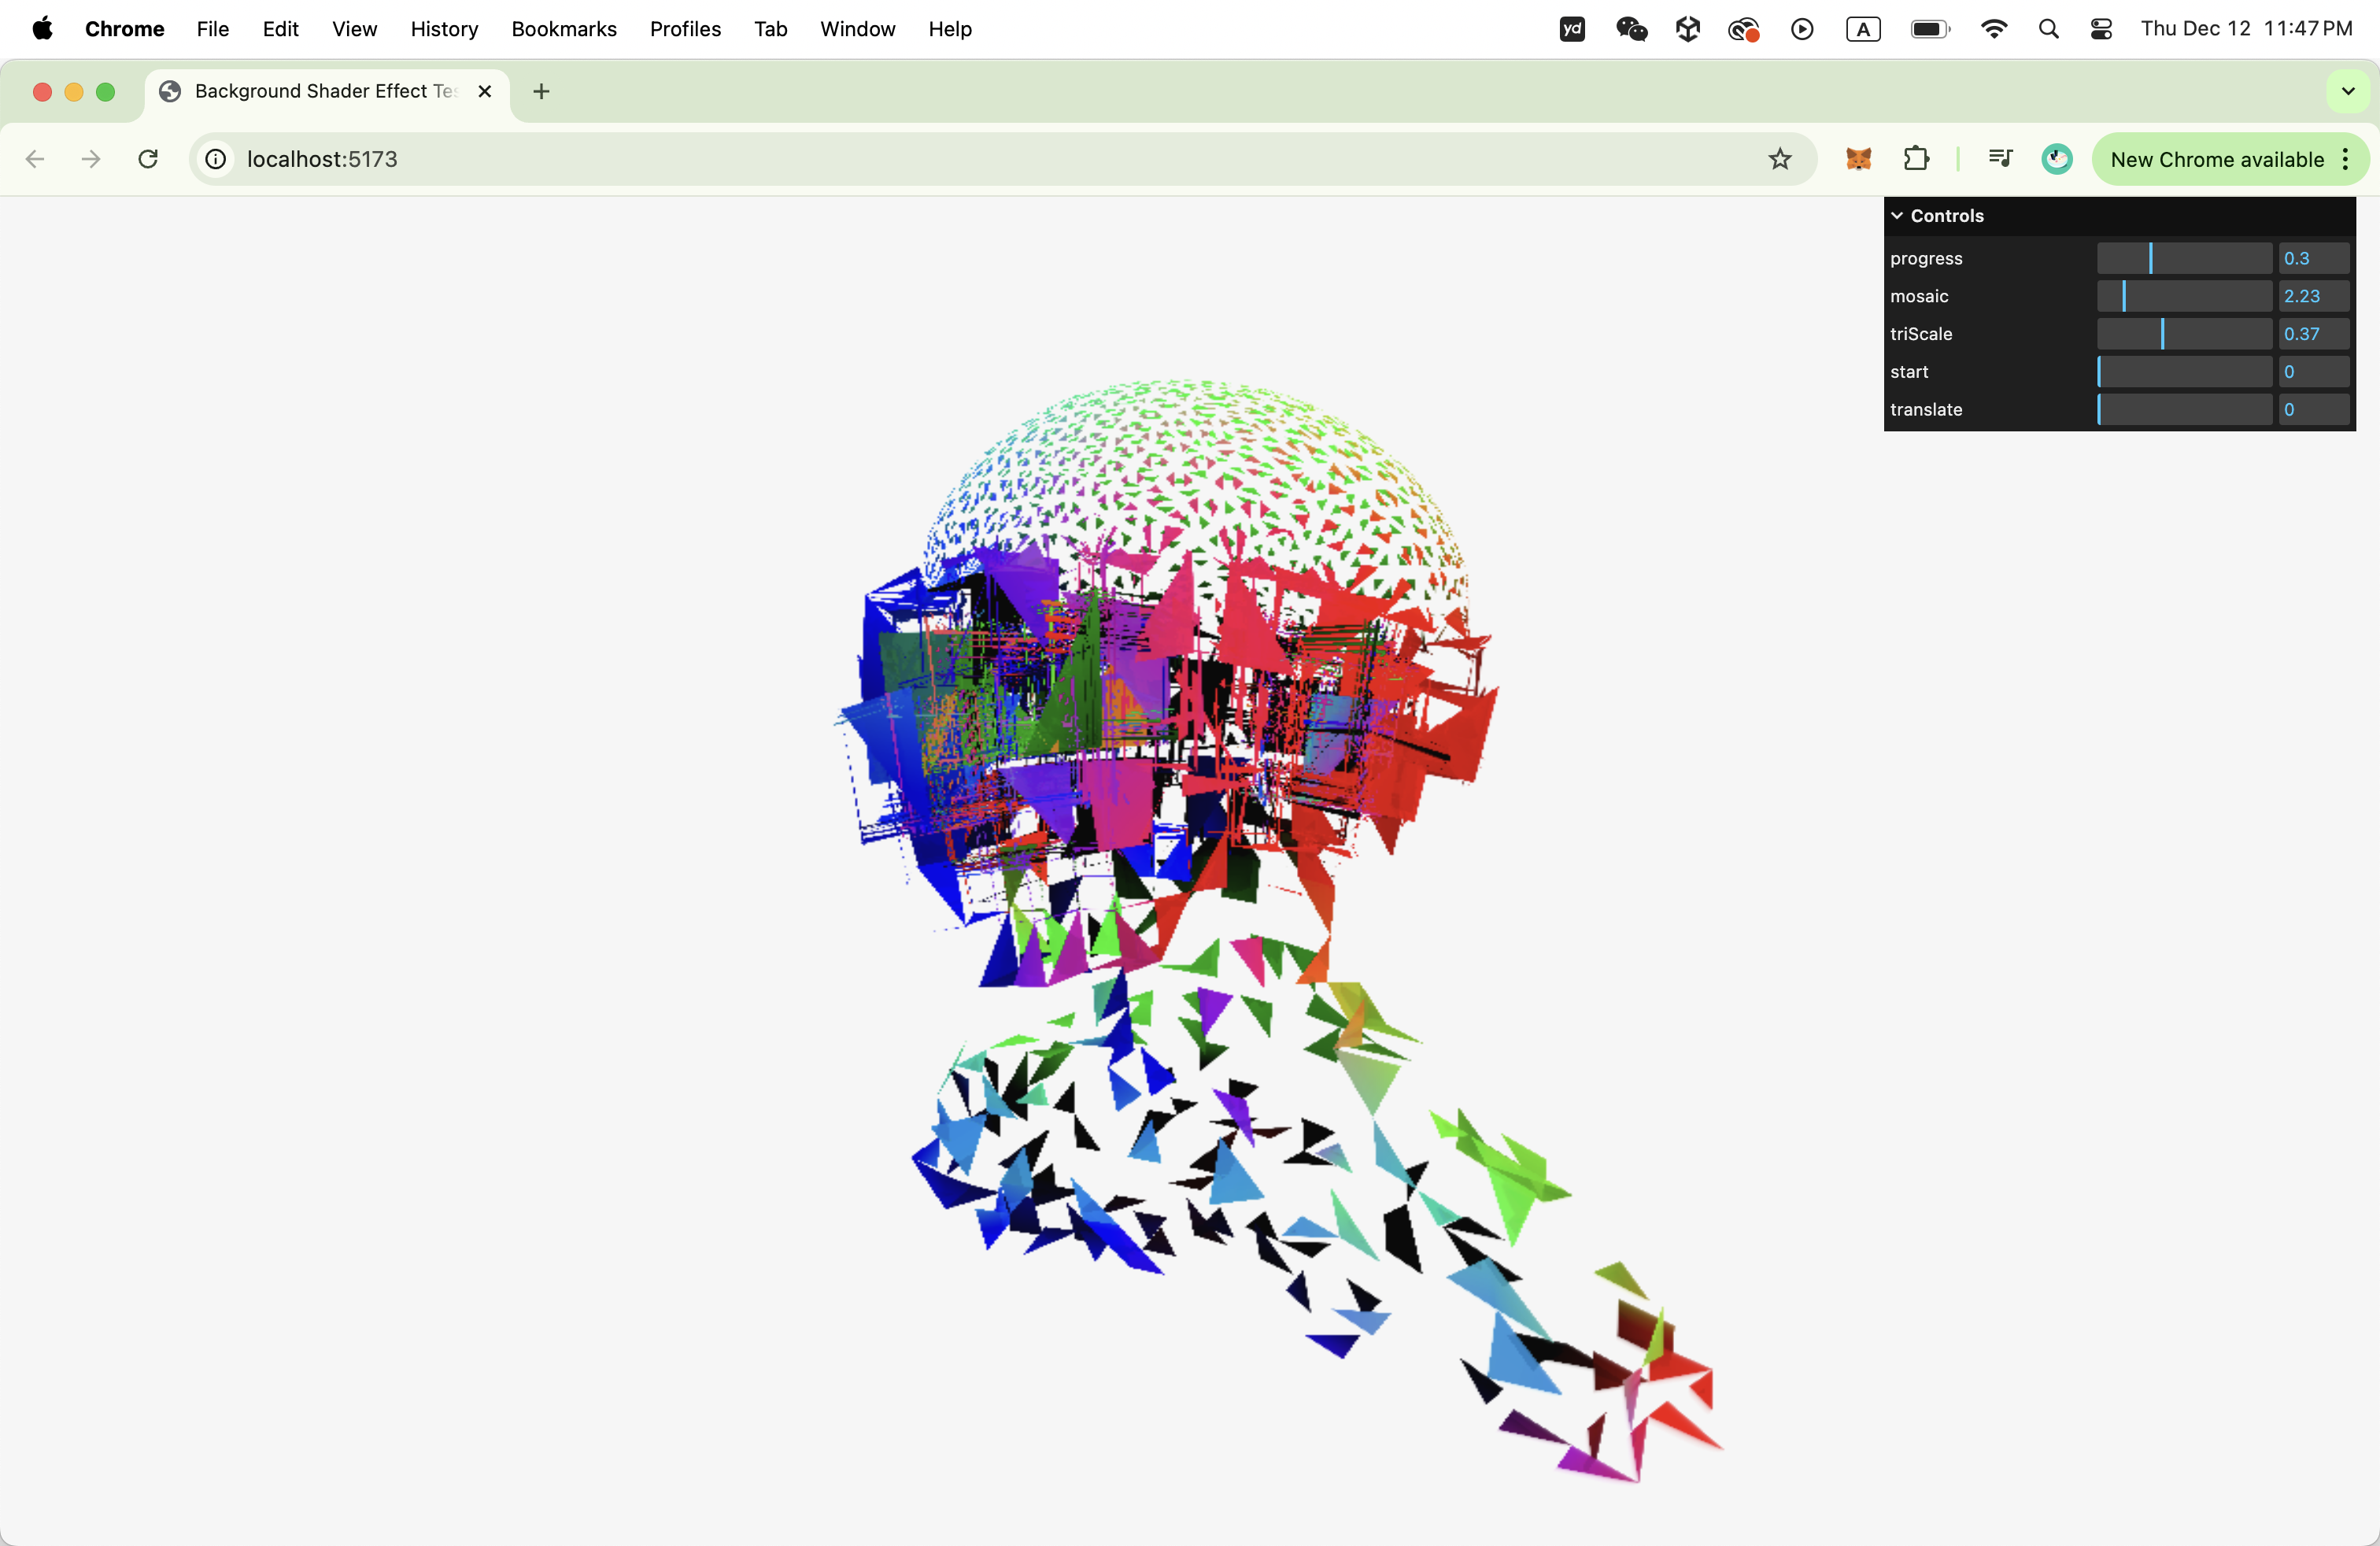 Chrome File Edit View History Bookmarks Profiles Tab Window Help yd A Thu Dec 12 11:47 PM
Background Shader Effect Tes
localhost:5173 New Chrome available
Controls
progress 0.3
mosaic 2.23
triScale 0.37
start 0
translate 0